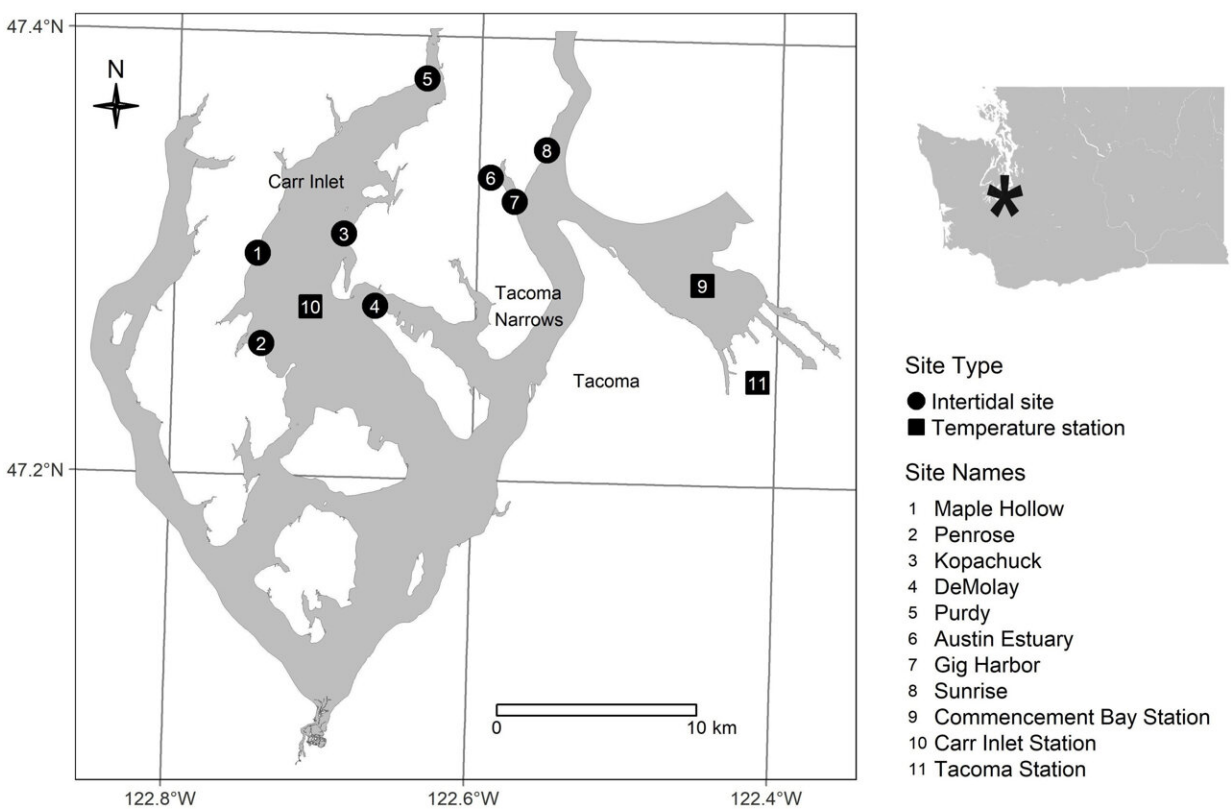 47.4°N
N
5
8
6
7
Carr Inlet
3
1
9
10
4
Tacoma
Narrows
2
Tacoma
11
47.2°N
0
10 km
122.8°W
122.6°W
122.4°W
*
Site Type
Intertidal site
Temperature station
Site Names
1 Maple Hollow
2 Penrose
3 Kopachuck
4 DeMolay
5 Purdy
6 Austin Estuary
7 Gig Harbor
8 Sunrise
9 Commencement Bay Station
10 Carr Inlet Station
11 Tacoma Station